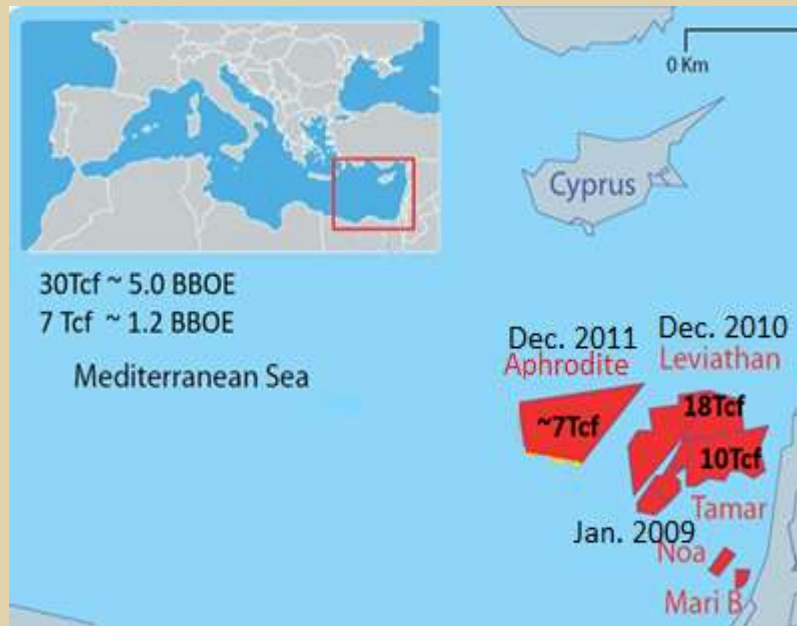 0 Km
Cyprus
30Tcf ~ 5.0 BBOE
7 Tcf ~ 1.2 BBOE
Mediterranean Sea
Dec. 2011
Aphrodite
~7Tcf
Dec. 2010
Leviathan
18Tcf
10Tcf
Tamar
Jan. 2009
Noa
Mari B